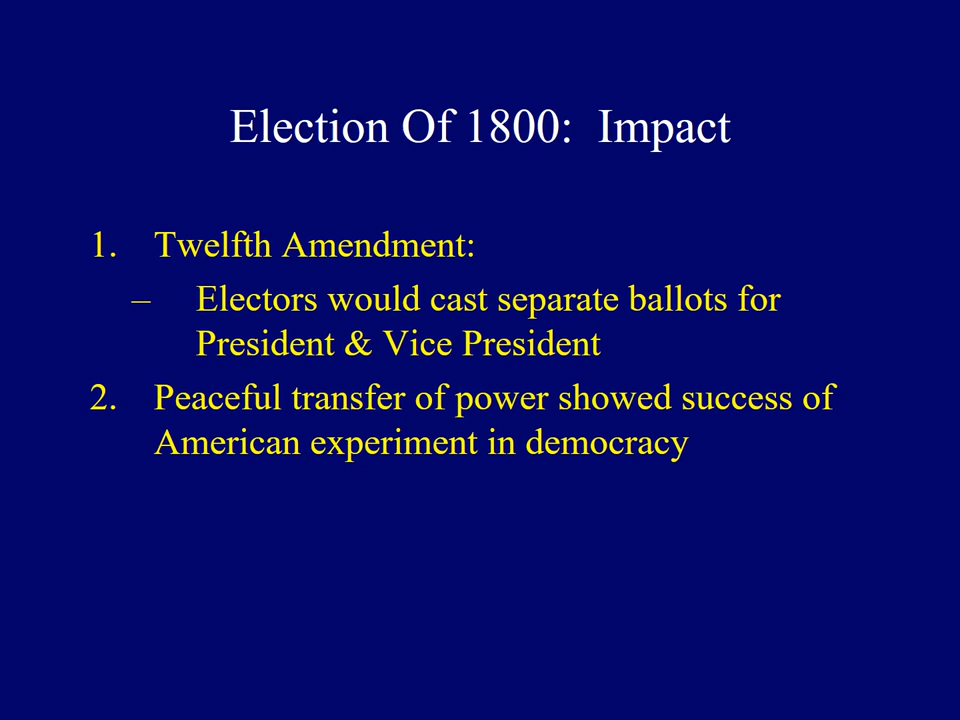 Election Of 1800:  Impact
1. Twelfth Amendment:
– Electors would cast separate ballots for
President & Vice President
2. Peaceful transfer of power showed success of
American experiment in democracy